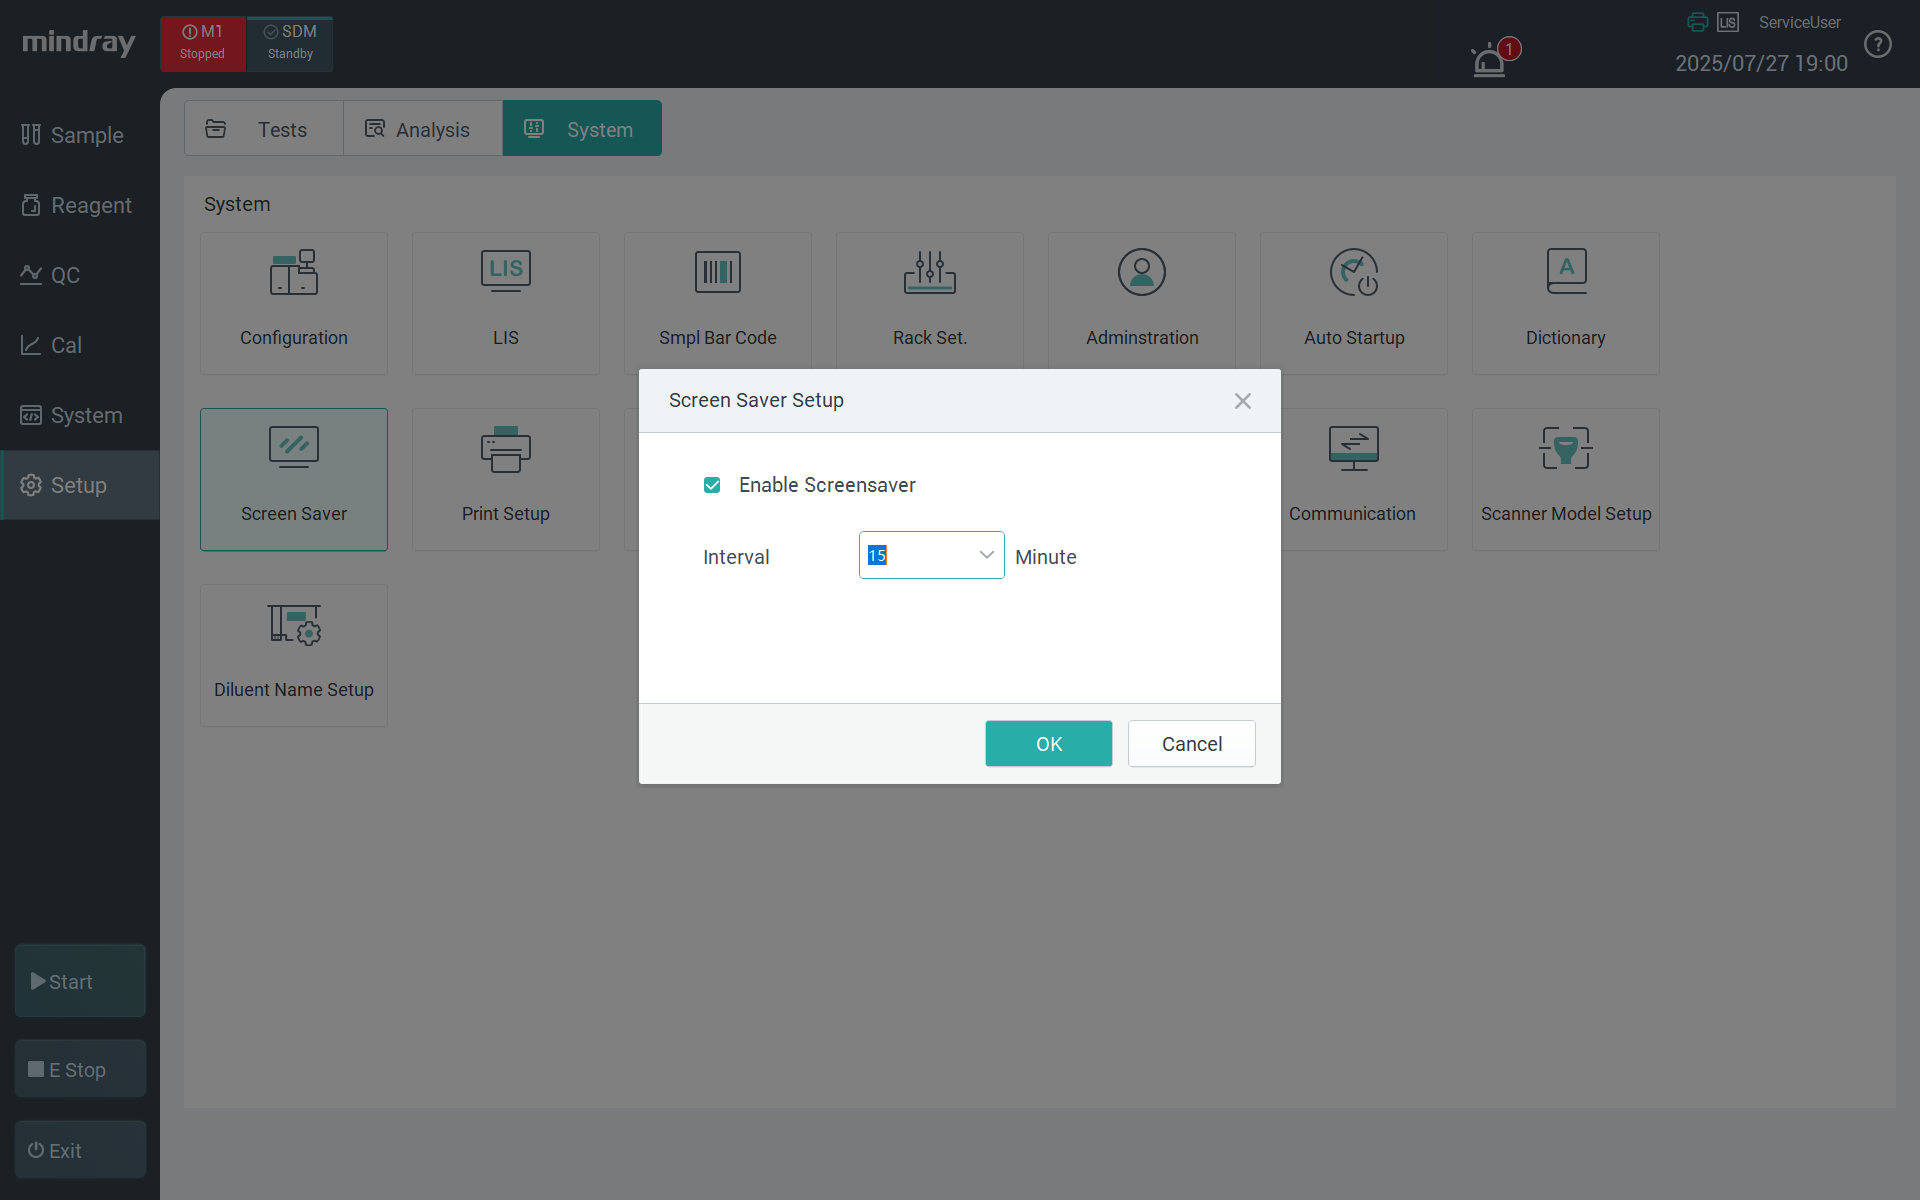 mindray
M1
Stopped
SDM
Standby
1
LIS
ServiceUser
2025/07/27 19:00
?
Sample
Reagent
QC
Cal
System
Setup
Start
E Stop
Exit
Tests
Analysis
System
System
Configuration
LIS
LIS
Smpl Bar Code
Rack Set.
Adminstration
Auto Startup
A
Dictionary
Screen Saver
Print Setup
Communication
Scanner Model Setup
Diluent Name Setup
Screen Saver Setup
Enable Screensaver
Interval
15
Minute
OK
Cancel